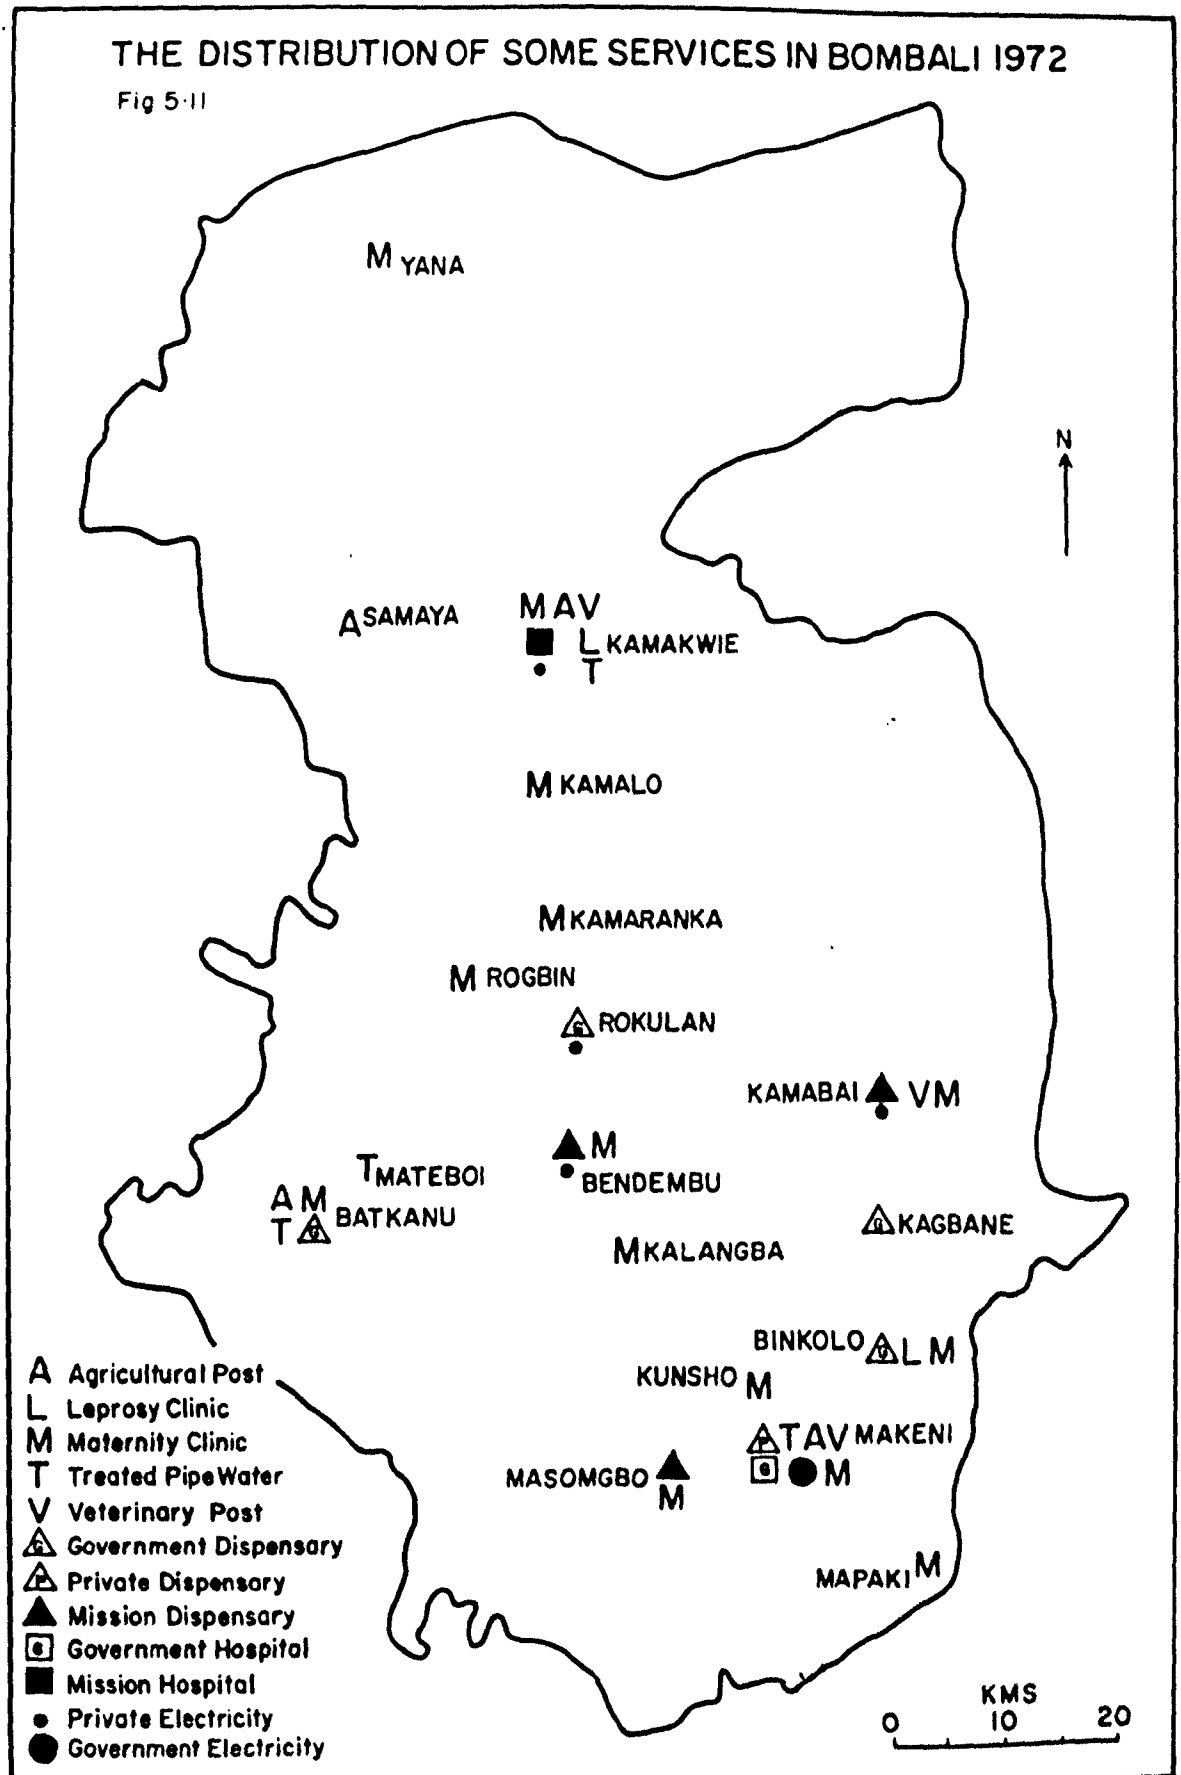 THE DISTRIBUTION OF SOME SERVICES IN BOMBALI 1972
Fig 5·11
M YANA
N
A SAMAYA
M A V
L KAMAKWIE
T
M KAMALO
M KAMARANKA
M ROGBIN
G ROKULAN
KAMABAI V M
M
BENDEMBU
T MATEBOI
A M
BATKANU
T G
G KAGBANE
M KALANGBA
BINKOLO G L M
KUNSHO M
P T A V MAKENI
G M
MASOMGBO
M
MAPAKI M
A Agricultural Post
L Leprosy Clinic
M Maternity Clinic
T Treated Pipe Water
V Veterinary Post
G Government Dispensary
P Private Dispensary
Mission Dispensary
G Government Hospital
Mission Hospital
Private Electricity
Government Electricity
KMS
0 10 20